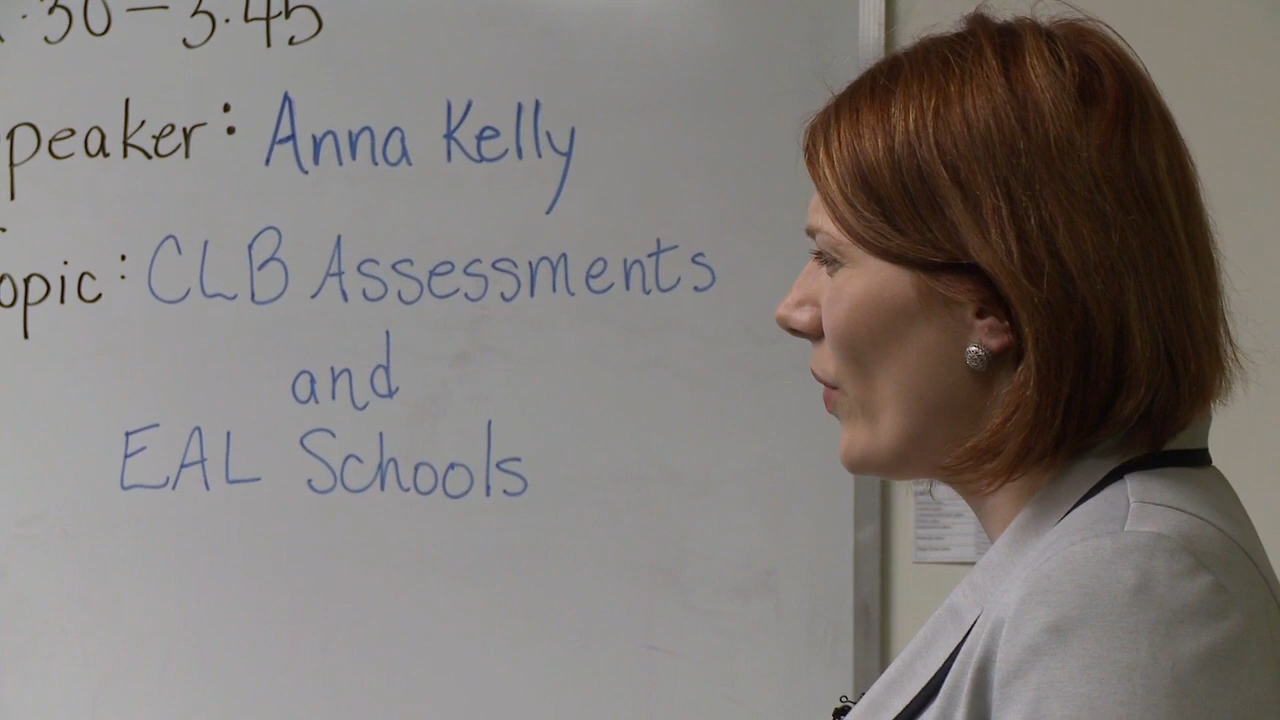 30-3.45
peaker: Anna Kelly
opic: CLB Assessments
and
EAL Schools